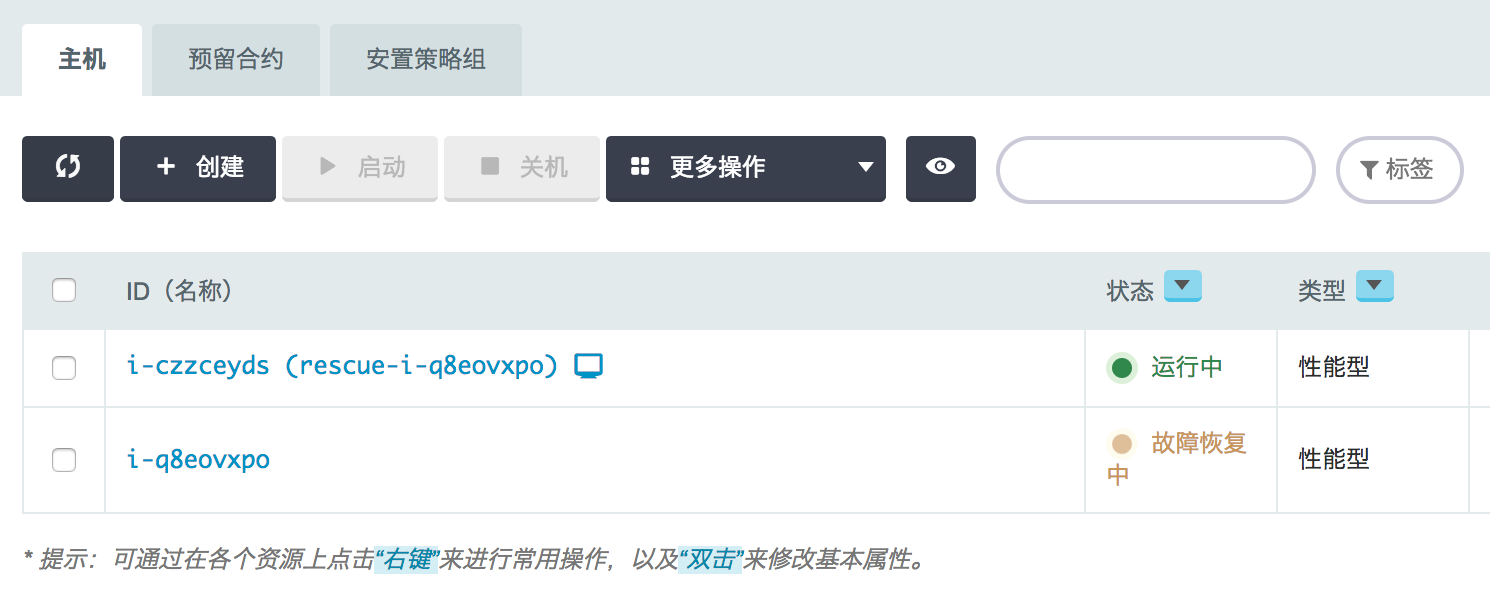 主机 预留合约 安置策略组
创建 启动 关机 更多操作 标签
ID（名称） 状态 类型
i-czzceyds (rescue-i-q8eovxpo) 运行中 性能型
i-q8eovxpo 故障恢复中 性能型
* 提示：可通过在各个资源上点击“右键”来进行常用操作，以及“双击”来修改基本属性。